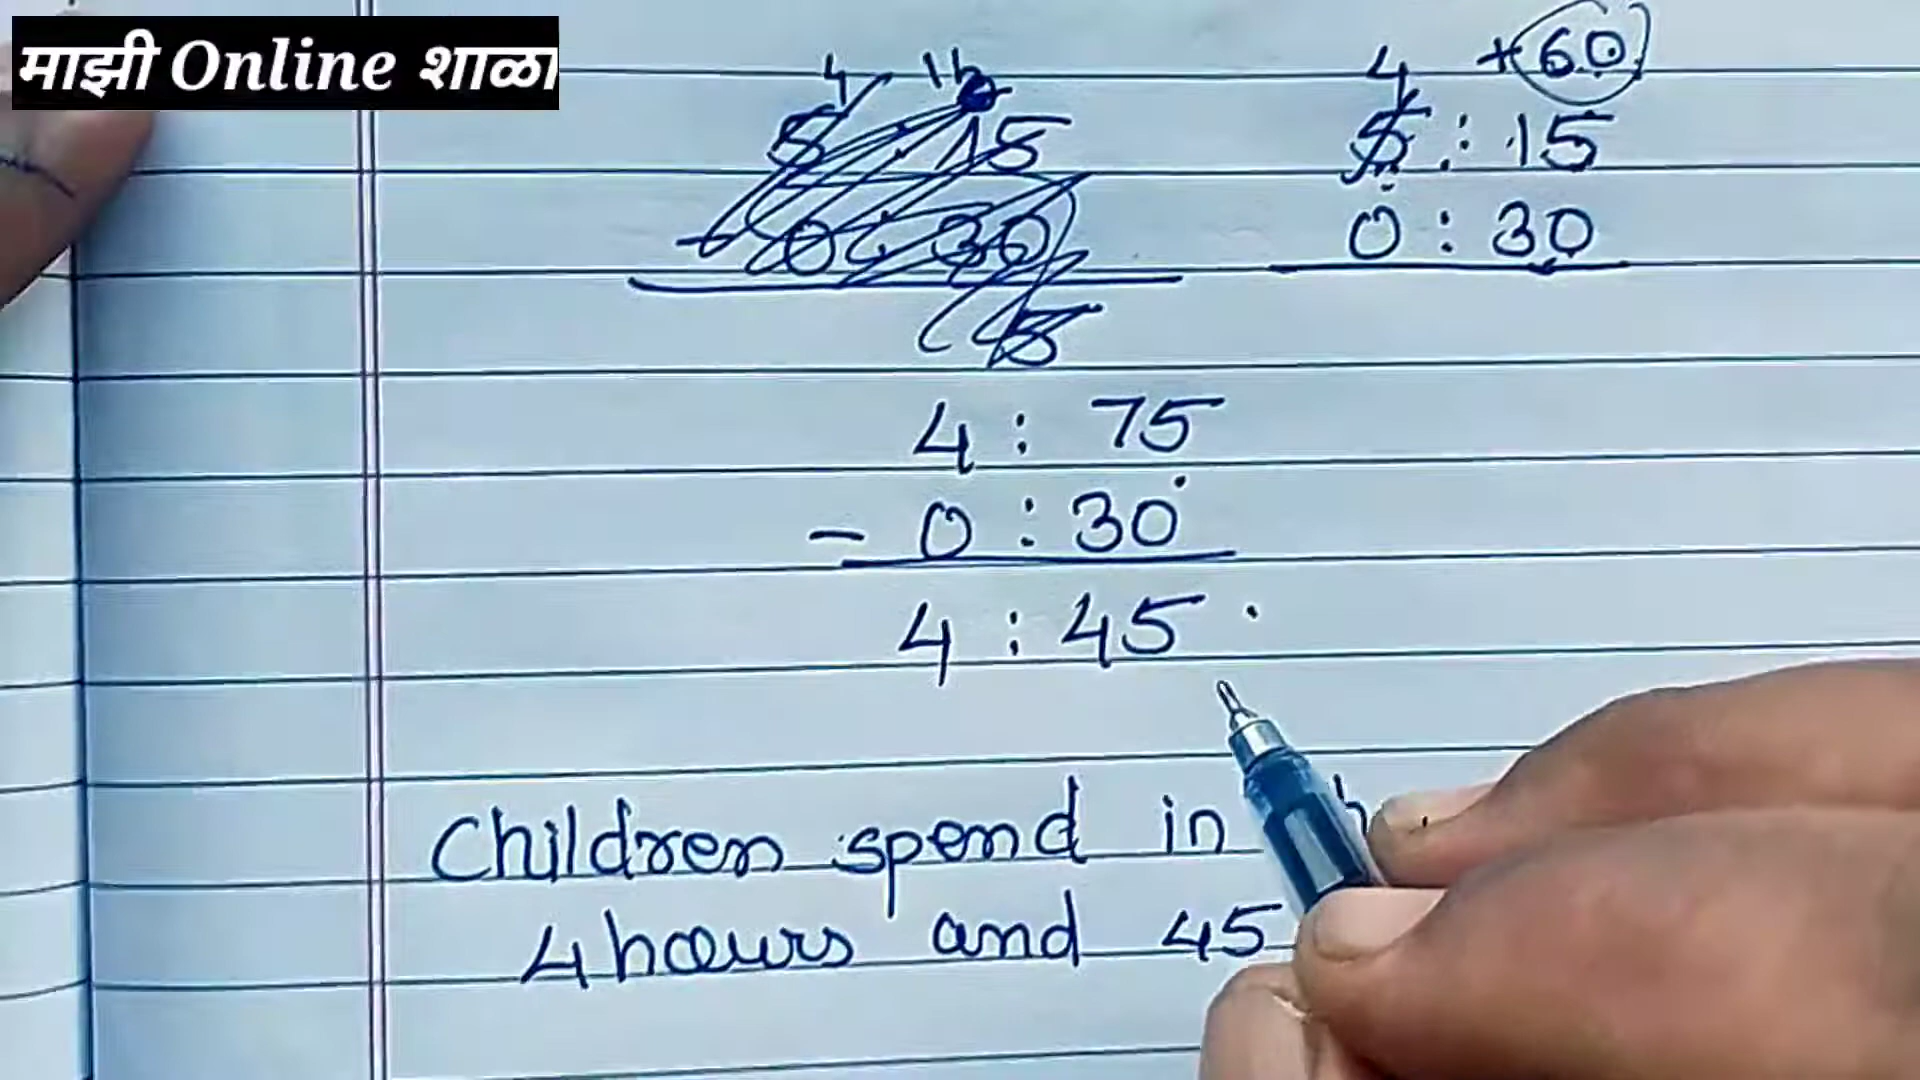 माझी Online शाळा
4 +60
5 : 15
0 : 30
4 : 75
- 0 : 30
4 : 45
Children spend in
4 hours and 45